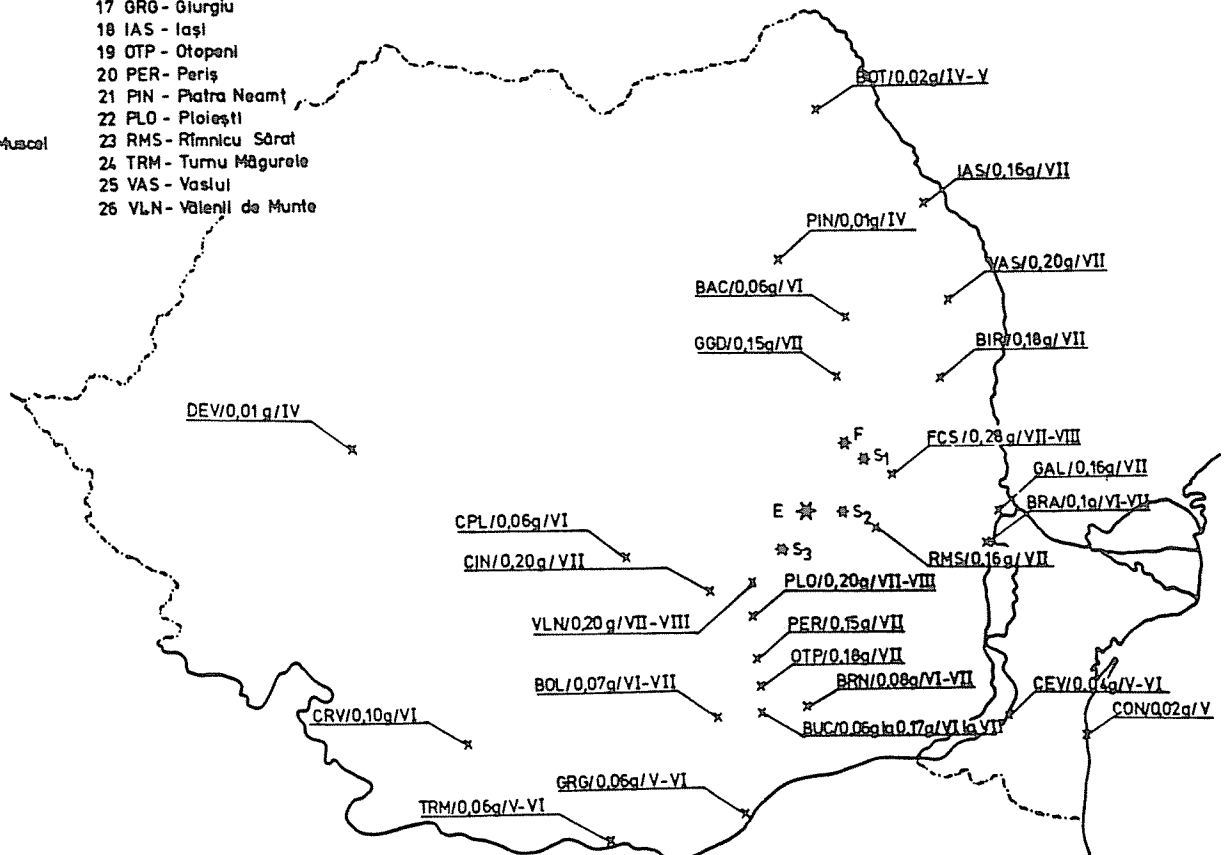 17 GRG - Giurgiu
18 IAS - Iași
19 OTP - Otopeni
20 PER - Periș
21 PIN - Piatra Neamț
22 PLO - Ploiești
Muscel
23 RMS - Rîmnicu Sărat
24 TRM - Turnu Măgurele
25 VAS - Vaslui
26 VLN - Vălenii de Munte
BOT/0,02g/IV-V
IAS/0,16g/VII
PIN/0,01g/IV
VAS/0,20g/VII
BAC/0,06g/VI
GGD/0,15g/VII
BIR/0,18g/VII
DEV/0,01g/IV
F
FCS/0,28g/VII-VIII
S1
GAL/0,16g/VII
BRA/0,1g/VI-VII
E
S2
CPL/0,06g/VI
S3
RMS/0,16g/VII
CIN/0,20g/VII
PLO/0,20g/VII-VIII
VLN/0,20g/VII-VIII
PER/0,15g/VII
OTP/0,18g/VII
BOL/0,07g/VI-VII
BRN/0,08g/VI-VII
CEV/0,04g/V-VI
CON/0,02g/V
CRV/0,10g/VI
BUC/0,06g la 0,17g/VI la VII
GRG/0,06g/V-VI
TRM/0,06g/V-VI